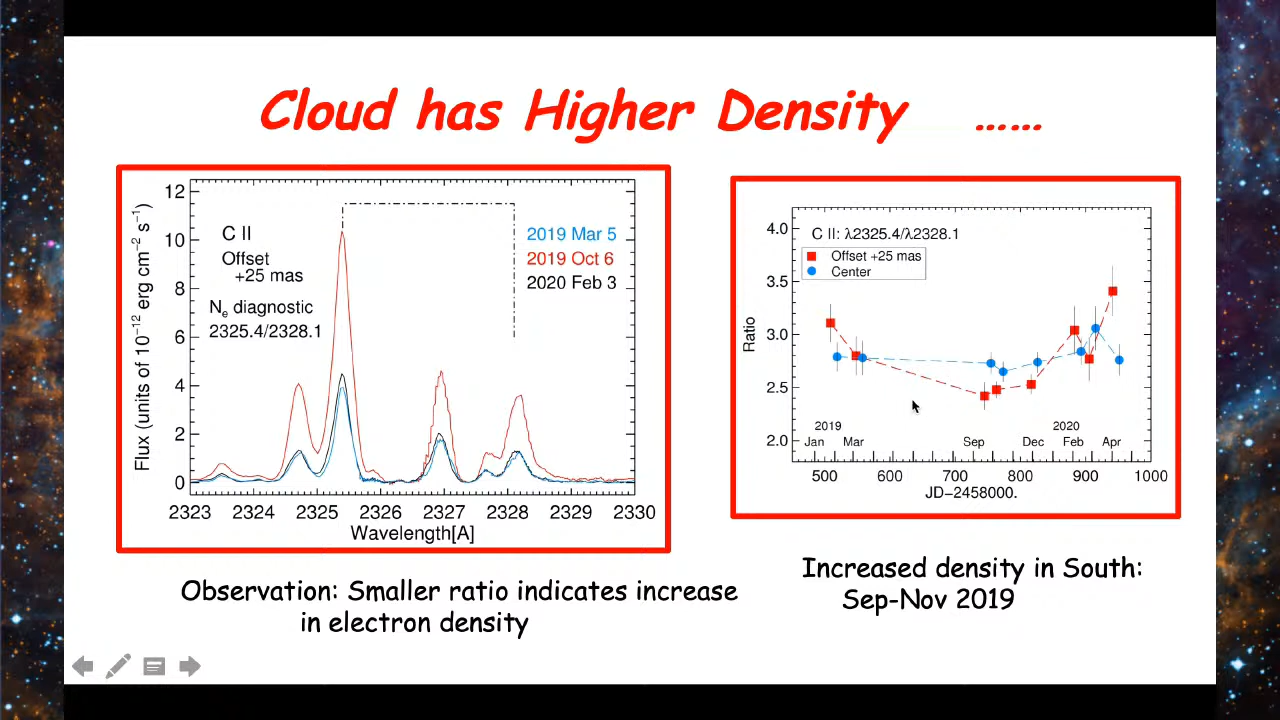 Cloud has Higher Density ......
12
10
8
6
4
2
0
Flux (units of 10⁻¹² erg cm⁻² s⁻¹)
C II
Offset
+25 mas
Nₑ diagnostic
2325.4/2328.1
2019 Mar 5
2019 Oct 6
2020 Feb 3
2323 2324 2325 2326 2327 2328 2329 2330
Wavelength[A]
4.0
3.5
3.0
2.5
2.0
Ratio
C II: λ2325.4/λ2328.1
Offset +25 mas
Center
2019 2020
Jan Mar Sep Dec Feb Apr
500 600 700 800 900 1000
JD−2458000.
Observation: Smaller ratio indicates increase
in electron density
Increased density in South:
Sep-Nov 2019